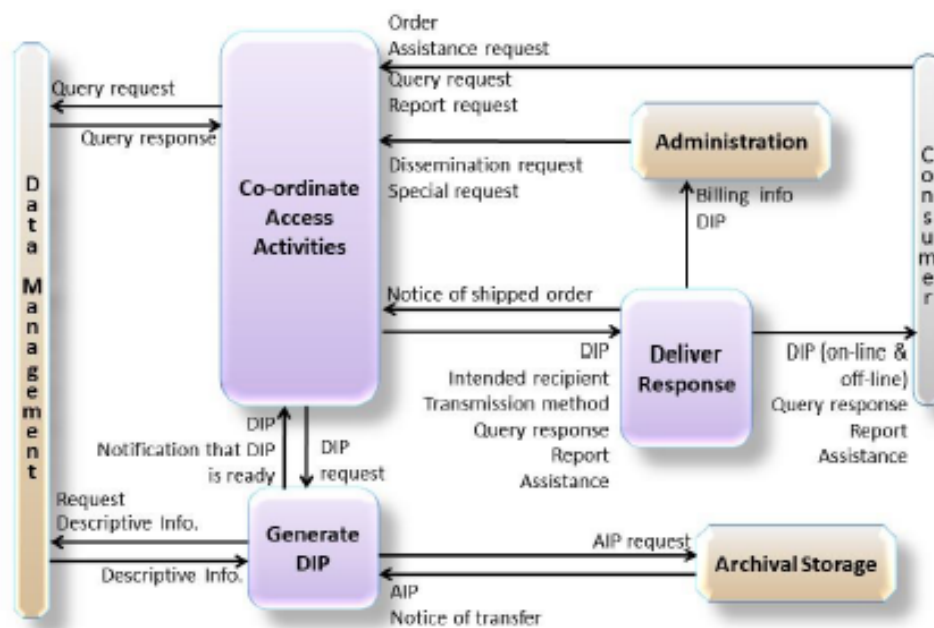 Order
Assistance request
Query request
Report request
Query request
Query response
Administration
Dissemination request
Special request
Co-ordinate
Access
Activities
Billing info
DIP
Data Management
Consumer
Notice of shipped order
DIP
Intended recipient
Transmission method
Query response
Report
Assistance
Deliver
Response
DIP (on-line &
off-line)
Query response
Report
Assistance
DIP
Notification that DIP
is ready
DIP
request
Request
Descriptive Info.
Descriptive Info.
Generate
DIP
AIP request
Archival Storage
AIP
Notice of transfer